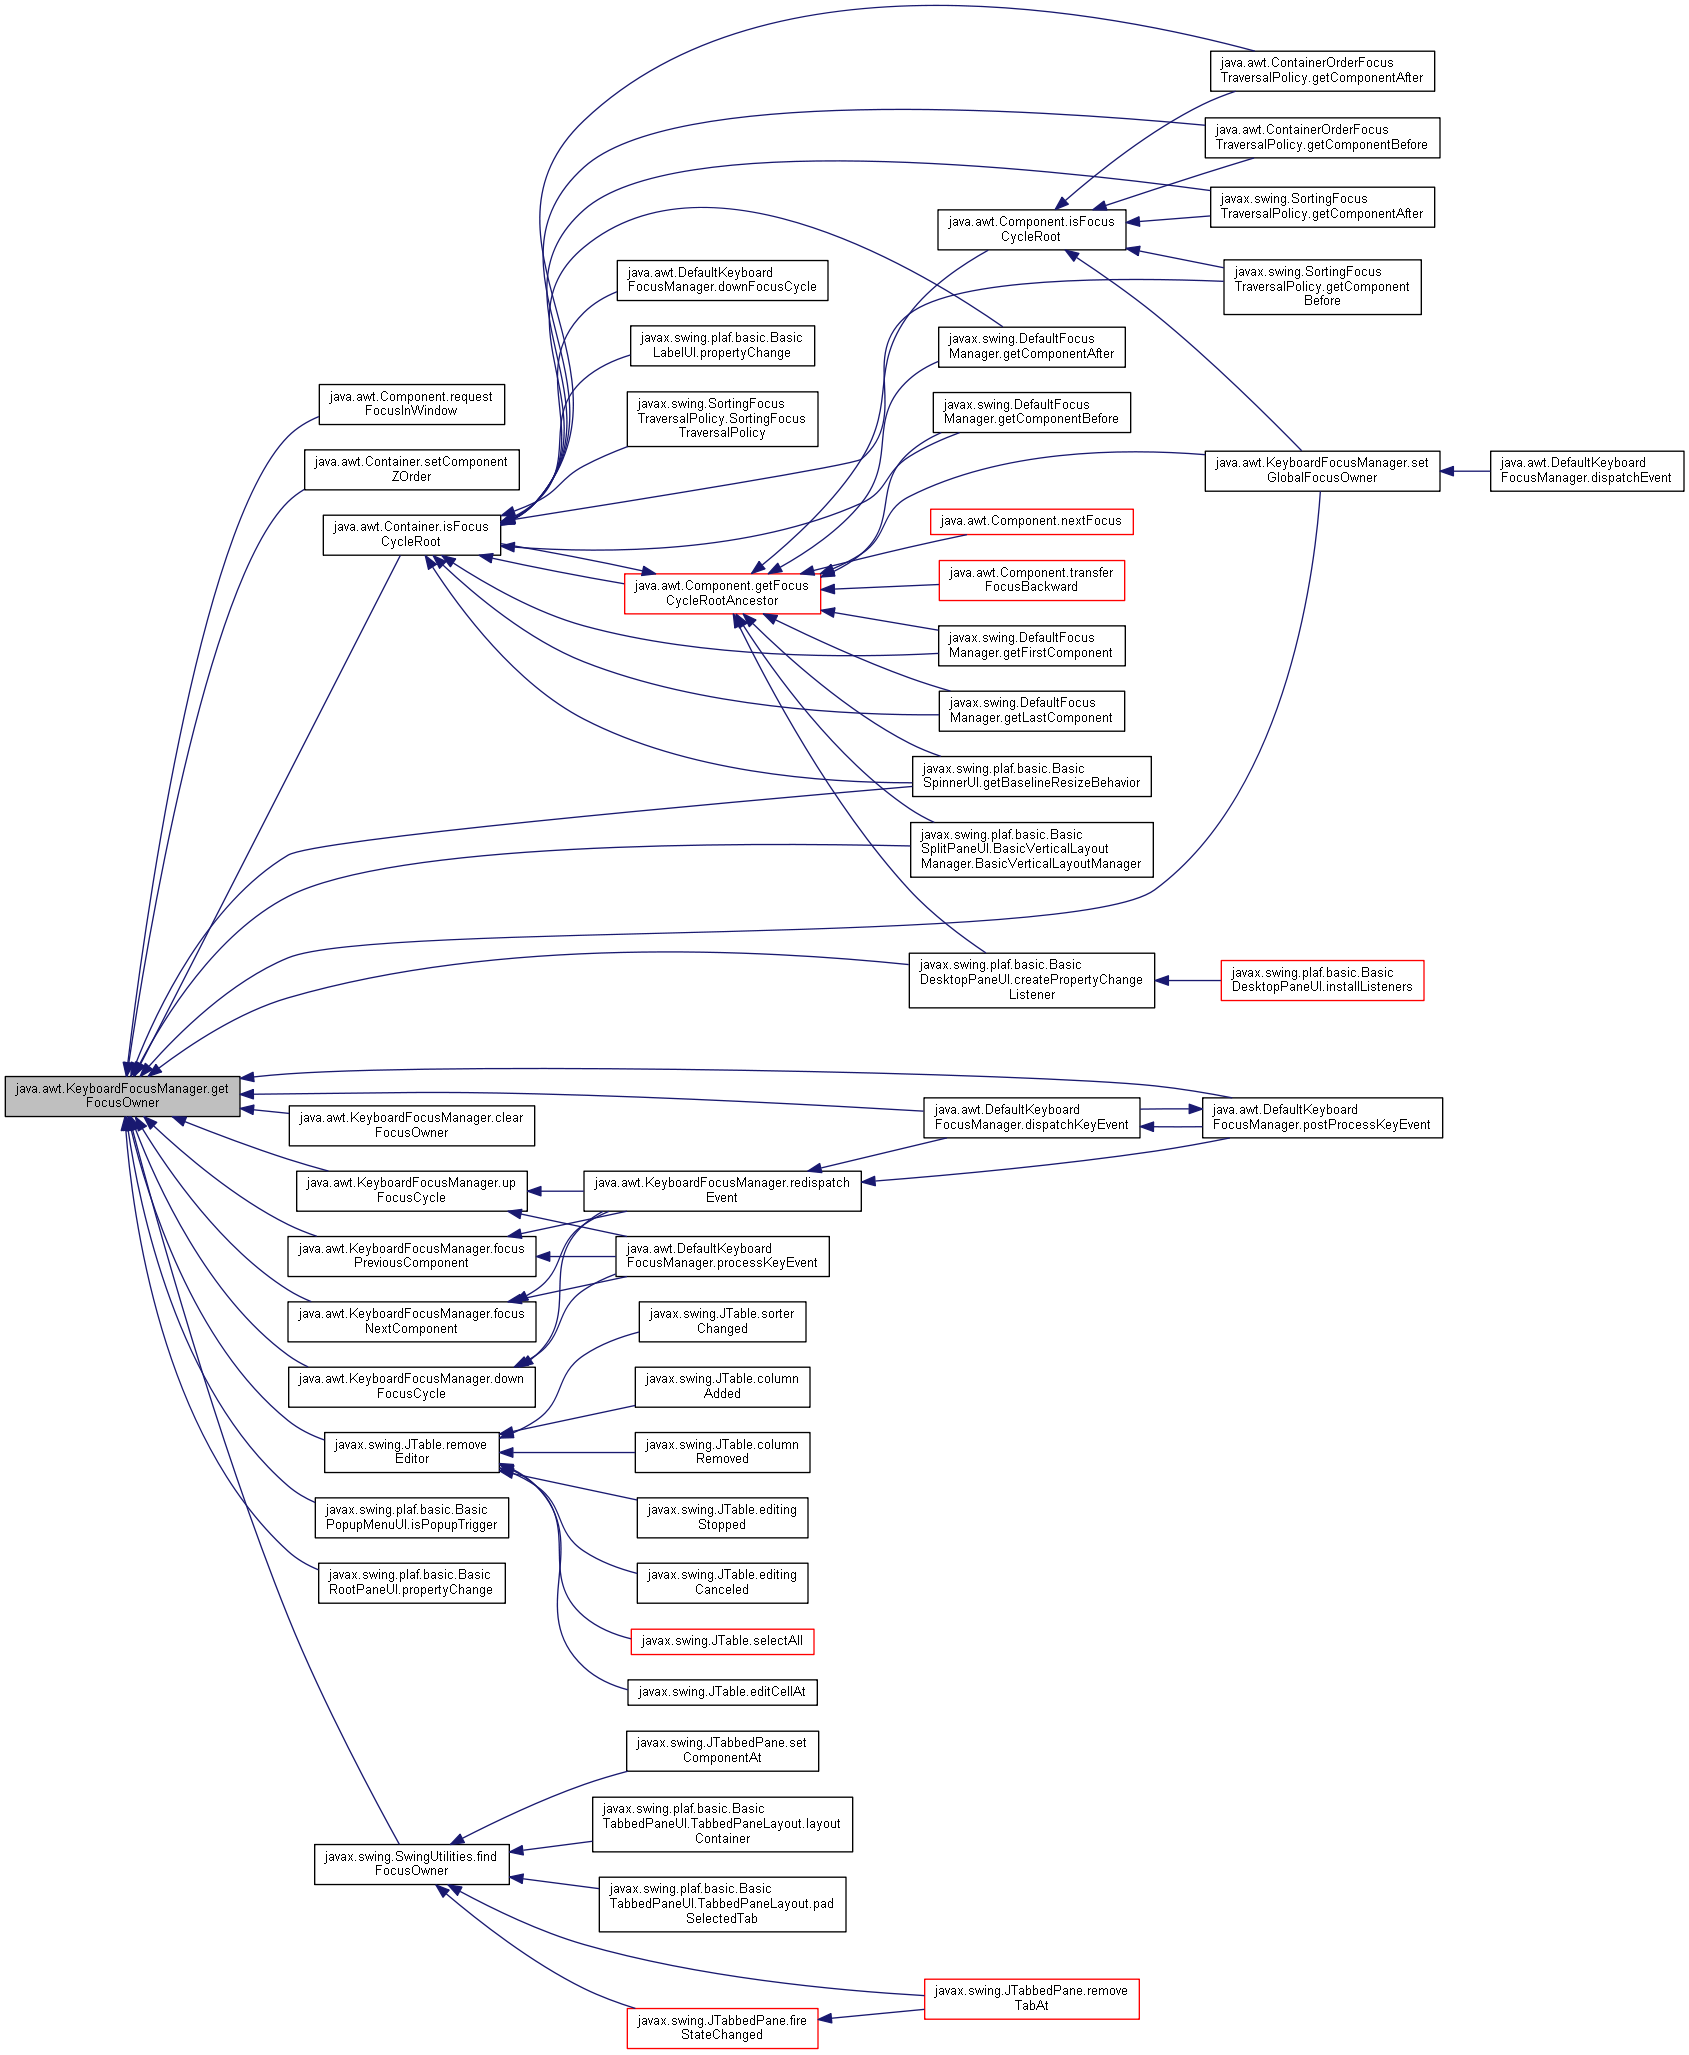 java.awt.ContainerOrderFocus
TraversalPolicy.getComponentAfter
java.awt.ContainerOrderFocus
TraversalPolicy.getComponentBefore
javax.swing.SortingFocus
TraversalPolicy.getComponentAfter
java.awt.Component.isFocus
CycleRoot
javax.swing.SortingFocus
TraversalPolicy.getComponent
Before
java.awt.DefaultKeyboard
FocusManager.downFocusCycle
javax.swing.plaf.basic.Basic
LabelUI.propertyChange
javax.swing.DefaultFocus
Manager.getComponentAfter
java.awt.Component.request
FocusInWindow
javax.swing.SortingFocus
TraversalPolicy.SortingFocus
TraversalPolicy
javax.swing.DefaultFocus
Manager.getComponentBefore
java.awt.Container.setComponent
ZOrder
java.awt.KeyboardFocusManager.set
GlobalFocusOwner
java.awt.DefaultKeyboard
FocusManager.dispatchEvent
java.awt.Container.isFocus
CycleRoot
java.awt.Component.nextFocus
java.awt.Component.getFocus
CycleRootAncestor
java.awt.Component.transfer
FocusBackward
javax.swing.DefaultFocus
Manager.getFirstComponent
javax.swing.DefaultFocus
Manager.getLastComponent
javax.swing.plaf.basic.Basic
SpinnerUI.getBaselineResizeBehavior
javax.swing.plaf.basic.Basic
SplitPaneUI.BasicVerticalLayout
Manager.BasicVerticalLayoutManager
javax.swing.plaf.basic.Basic
DesktopPaneUI.createPropertyChange
Listener
javax.swing.plaf.basic.Basic
DesktopPaneUI.installListeners
java.awt.KeyboardFocusManager.get
FocusOwner
java.awt.KeyboardFocusManager.clear
FocusOwner
java.awt.DefaultKeyboard
FocusManager.dispatchKeyEvent
java.awt.DefaultKeyboard
FocusManager.postProcessKeyEvent
java.awt.KeyboardFocusManager.up
FocusCycle
java.awt.KeyboardFocusManager.redispatch
Event
java.awt.KeyboardFocusManager.focus
PreviousComponent
java.awt.DefaultKeyboard
FocusManager.processKeyEvent
java.awt.KeyboardFocusManager.focus
NextComponent
javax.swing.JTable.sorter
Changed
java.awt.KeyboardFocusManager.down
FocusCycle
javax.swing.JTable.column
Added
javax.swing.JTable.remove
Editor
javax.swing.JTable.column
Removed
javax.swing.plaf.basic.Basic
PopupMenuUI.isPopupTrigger
javax.swing.JTable.editing
Stopped
javax.swing.plaf.basic.Basic
RootPaneUI.propertyChange
javax.swing.JTable.editing
Canceled
javax.swing.JTable.selectAll
javax.swing.JTable.editCellAt
javax.swing.JTabbedPane.set
ComponentAt
javax.swing.plaf.basic.Basic
TabbedPaneUI.TabbedPaneLayout.layout
Container
javax.swing.SwingUtilities.find
FocusOwner
javax.swing.plaf.basic.Basic
TabbedPaneUI.TabbedPaneLayout.pad
SelectedTab
javax.swing.JTabbedPane.remove
TabAt
javax.swing.JTabbedPane.fire
StateChanged